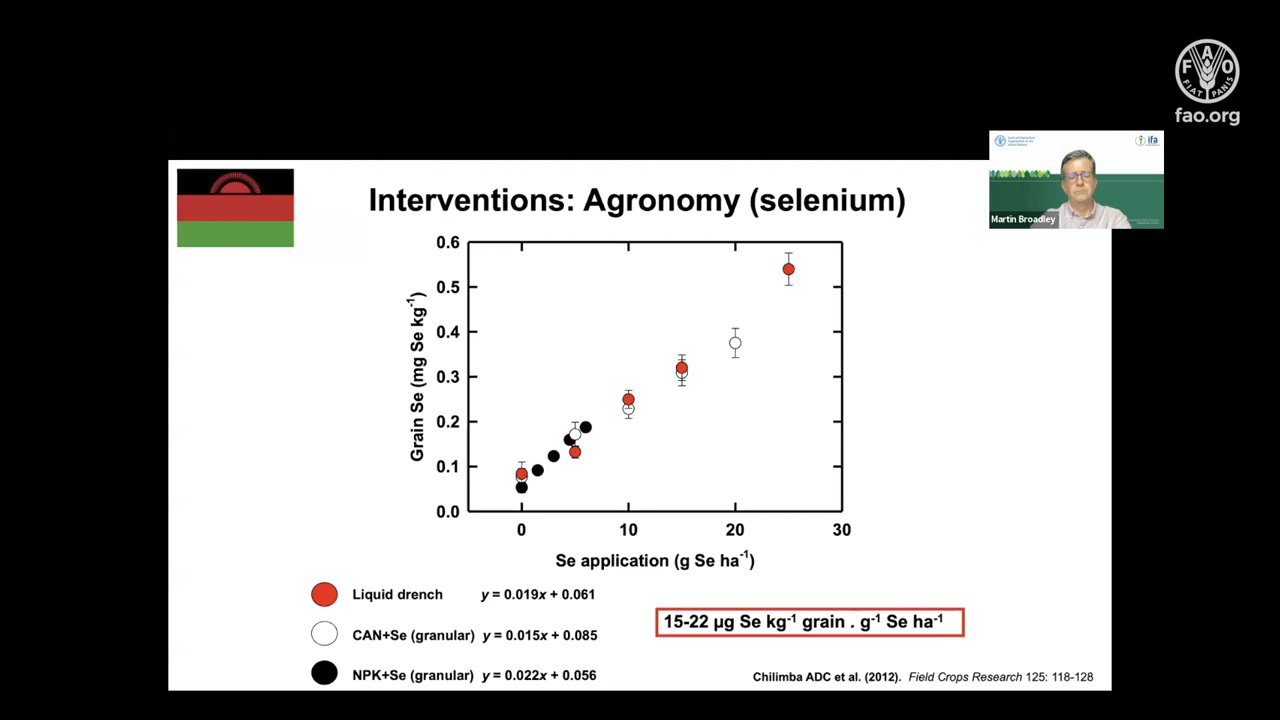 FAO
FIAT PANIS
fao.org
ifa
Martin Broadley
Interventions: Agronomy (selenium)
0.6
0.5
0.4
0.3
0.2
0.1
0.0
Grain Se (mg Se kg⁻¹)
0 10 20 30
Se application (g Se ha⁻¹)
Liquid drench y = 0.019x + 0.061
CAN+Se (granular) y = 0.015x + 0.085
NPK+Se (granular) y = 0.022x + 0.056
15-22 µg Se kg⁻¹ grain . g⁻¹ Se ha⁻¹
Chilimba ADC et al. (2012). Field Crops Research 125: 118-128